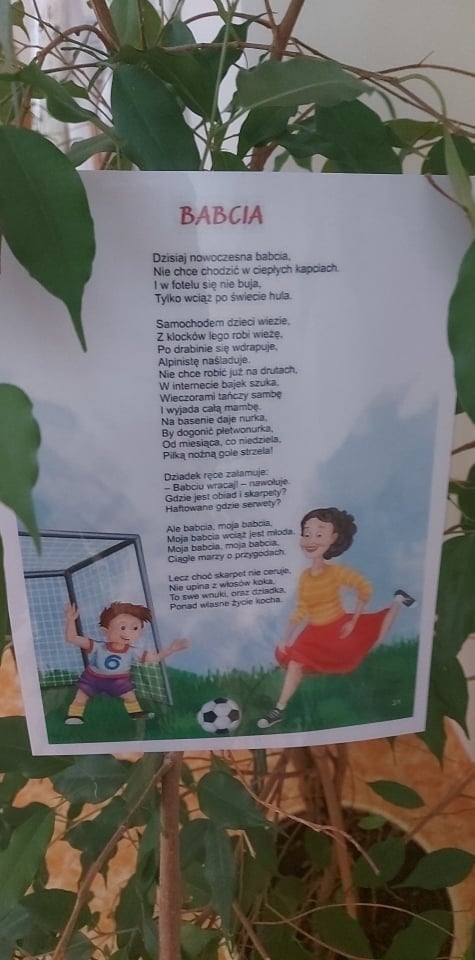 BABCIA
Dzisiaj nowoczesna babcia,
Nie chce chodzić w ciepłych kapciach.
I w fotelu się nie buja,
Tylko wciąż po świecie hula.
Samochodem dzieci wiezie,
Z klocków lego robi wieżę,
Po drabinie się wdrapuje,
Alpinistę naśladuje.
Nie chce robić już na drutach,
W internecie bajek szuka,
Wieczorami tańczy sambę
I wyjada całą mambę.
Na basenie daje nurka,
By dogonić płetwonurka,
Od miesiąca, co niedziela,
Piłką nożną gole strzela!
Dziadek ręce załamuje:
– Babciu wracaj! – nawołuje.
Gdzie jest obiad i skarpety?
Haftowane gdzie serwety?
Ale babcia, moja babcia,
Moja babcia wciąż jest młoda.
Moja babcia, moja babcia,
Ciągle marzy o przygodach.
Lecz choć skarpet nie ceruje,
Nie upina z włosów koka,
To swe wnuki, oraz dziadka,
Ponad własne życie kocha.
6